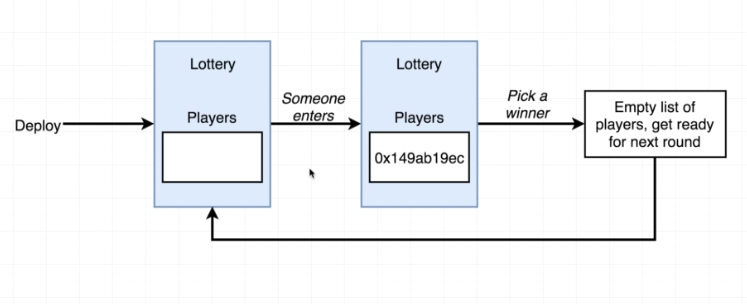 Deploy
Lottery
Players
Someone
enters
Lottery
Players
0x149ab19ec
Pick a
winner
Empty list of
players, get ready
for next round